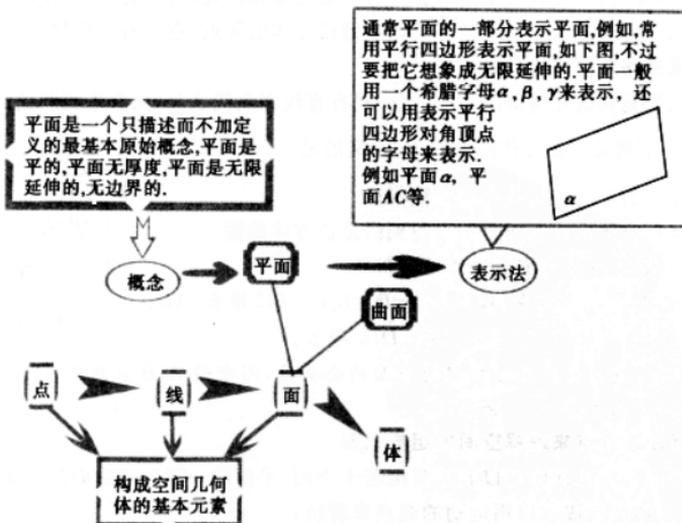 通常平面的一部分表示平面,例如,常
用平行四边形表示平面,如下图,不过
要把它想象成无限延伸的.平面一般
用一个希腊字母α,β,γ来表示,还
可以用表示平行
四边形对角顶点
的字母来表示.
例如平面α,平
面AC等.
α
平面是一个只描述而不加定
义的最基本原始概念,平面是
平的,平面无厚度,平面是无限
延伸的,无边界的.
概念
平面
表示法
曲面
点
线
面
体
构成空间几何
体的基本元素